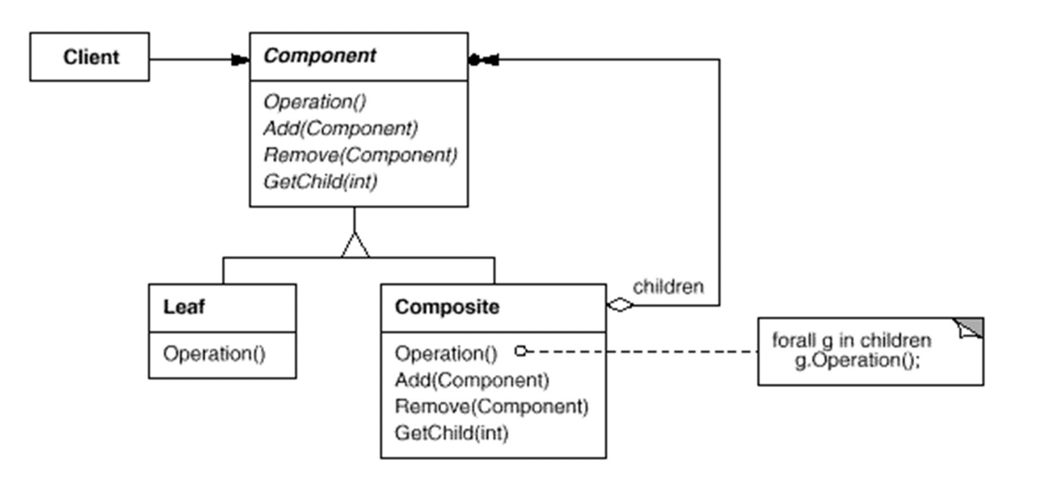 Client
Component
Operation()
Add(Component)
Remove(Component)
GetChild(int)
children
Leaf
Operation()
Composite
Operation()
Add(Component)
Remove(Component)
GetChild(int)
forall g in children
g.Operation();